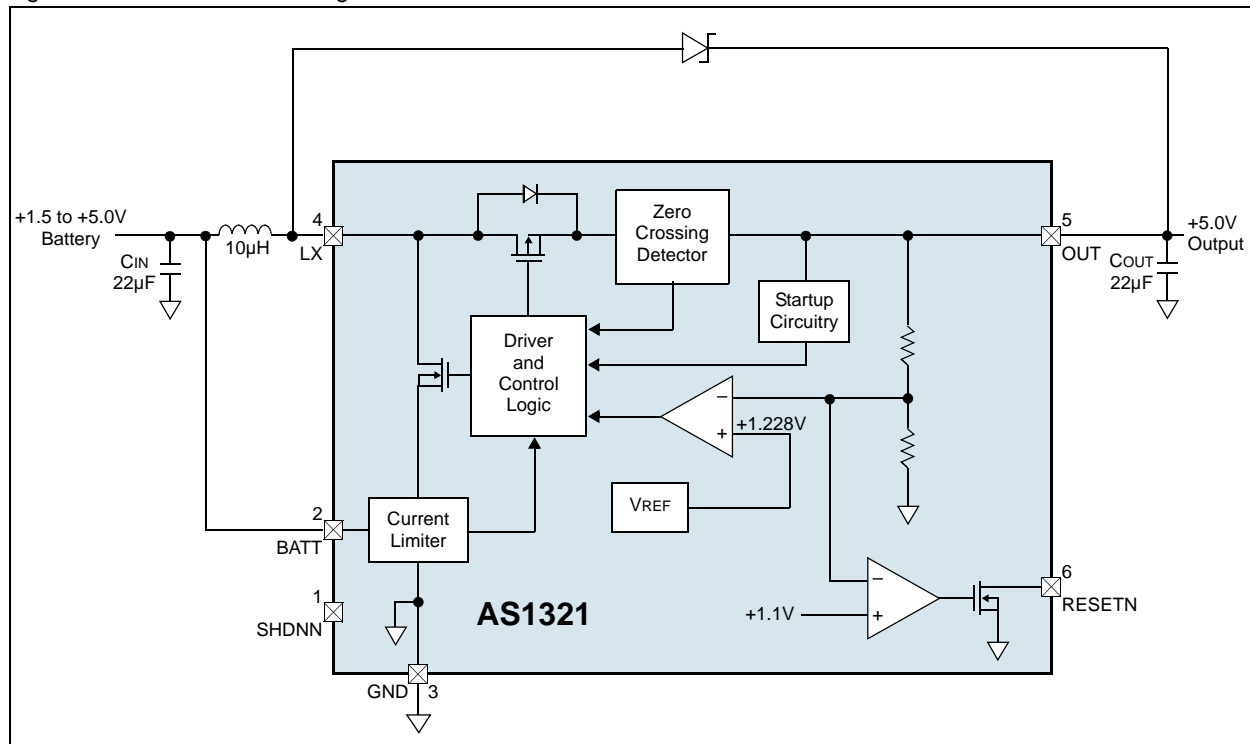 +1.5 to +5.0V
Battery
CIN
22µF
10µH
4
LX
Zero
Crossing
Detector
5
OUT
+5.0V
Output
COUT
22µF
Startup
Circuitry
Driver
and
Control
Logic
−
+
+1.228V
VREF
2
BATT
Current
Limiter
1
SHDNN
AS1321
+1.1V
−
+
6
RESETN
GND
3